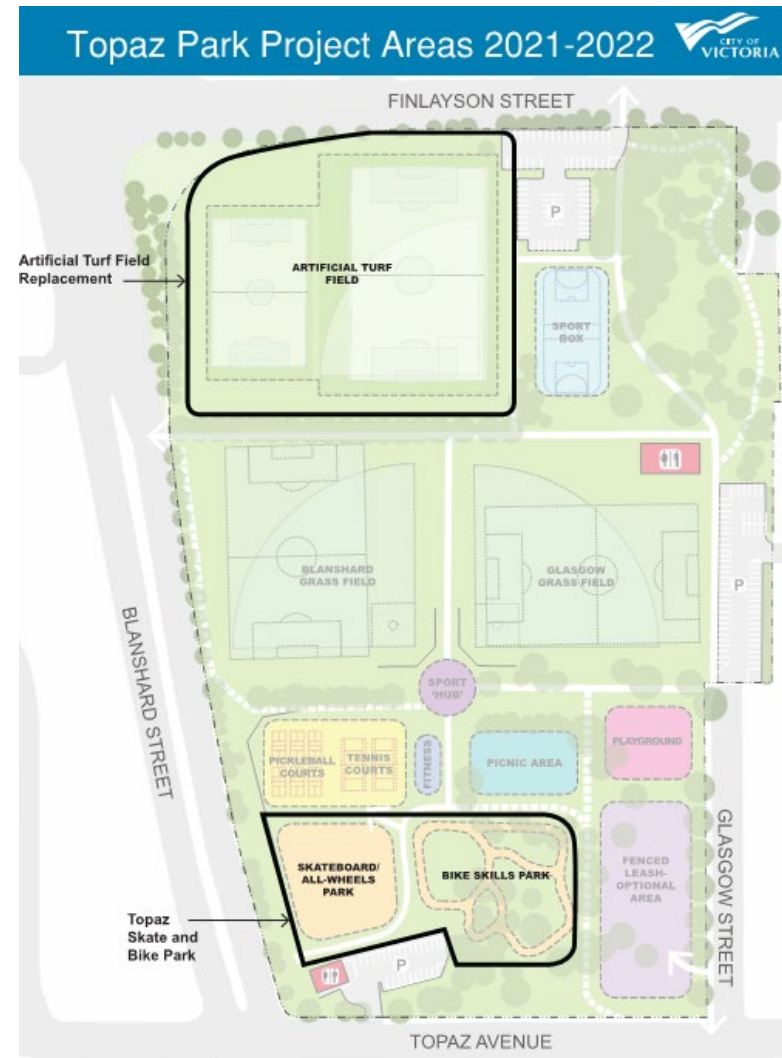 Topaz Park Project Areas 2021-2022
CITY OF
VICTORIA
FINLAYSON STREET
P
Artificial Turf Field
Replacement
ARTIFICIAL TURF
FIELD
SPORT
BOX
BLANSHARD
GRASS FIELD
GLASGOW
GRASS FIELD
P
BLANSHARD STREET
SPORT
'HUB'
PICKLEBALL
COURTS
TENNIS
COURTS
FITNESS
PICNIC AREA
PLAYGROUND
SKATEBOARD/
ALL-WHEELS
PARK
BIKE SKILLS PARK
FENCED
LEASH-
OPTIONAL
AREA
GLASGOW STREET
Topaz
Skate and
Bike Park
P
TOPAZ AVENUE